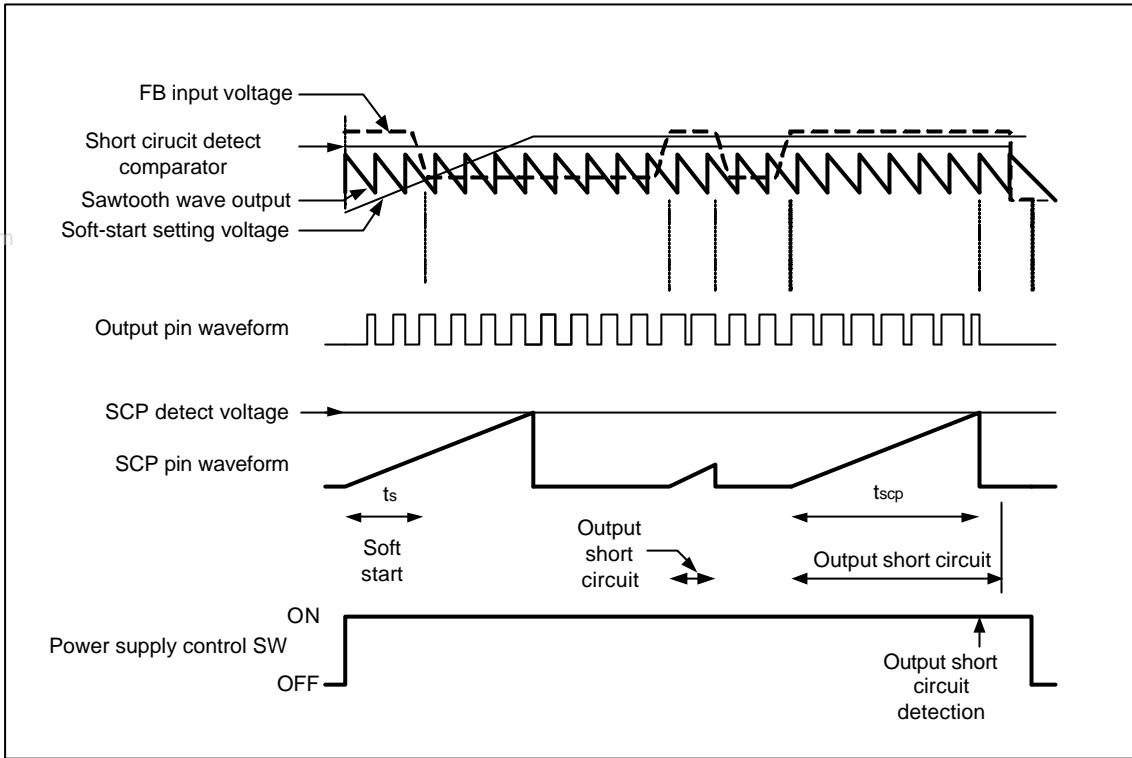 FB input voltage
Short cirucit detect
comparator
Sawtooth wave output
Soft-start setting voltage
Output pin waveform
SCP detect voltage
SCP pin waveform
ts
tscp
Soft
start
Output
short
circuit
Output short circuit
ON
Power supply control SW
OFF
Output short
circuit
detection